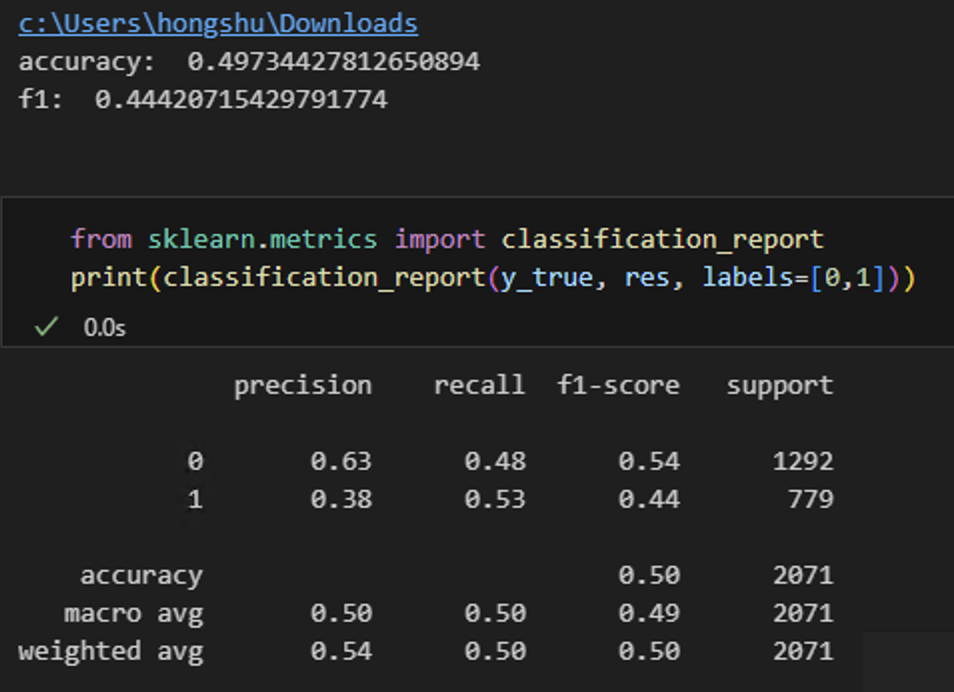 c:\Users\hongshu\Downloads
accuracy:  0.49734427812650894
f1:  0.44420715429791774
from sklearn.metrics import classification_report
print(classification_report(y_true, res, labels=[0,1]))
0.0s
precision    recall  f1-score   support
0       0.63      0.48      0.54      1292
1       0.38      0.53      0.44       779
accuracy                           0.50      2071
macro avg       0.50      0.50      0.49      2071
weighted avg       0.54      0.50      0.50      2071